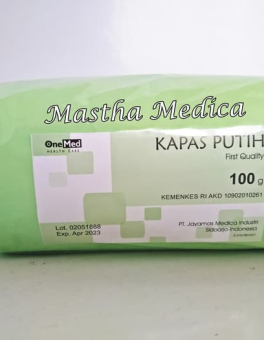 Mastha Medica
OneMed
HEALTH CARE
KAPAS PUTIH
First Quality
100 g
KEMENKES RI AKD 10902010261
Lot. 02051888
Exp. Apr 2023
PT. Jayamas Medica Industri
Sidoarjo-Indonesia